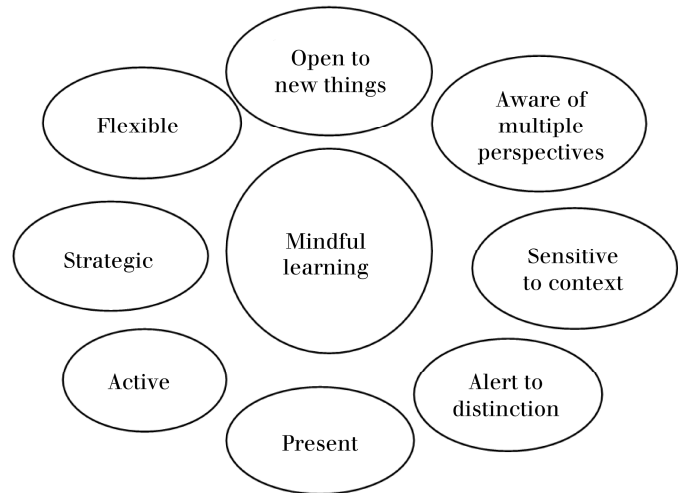 Open to
new things
Flexible
Aware of
multiple
perspectives
Mindful
learning
Strategic
Sensitive
to context
Active
Alert to
distinction
Present